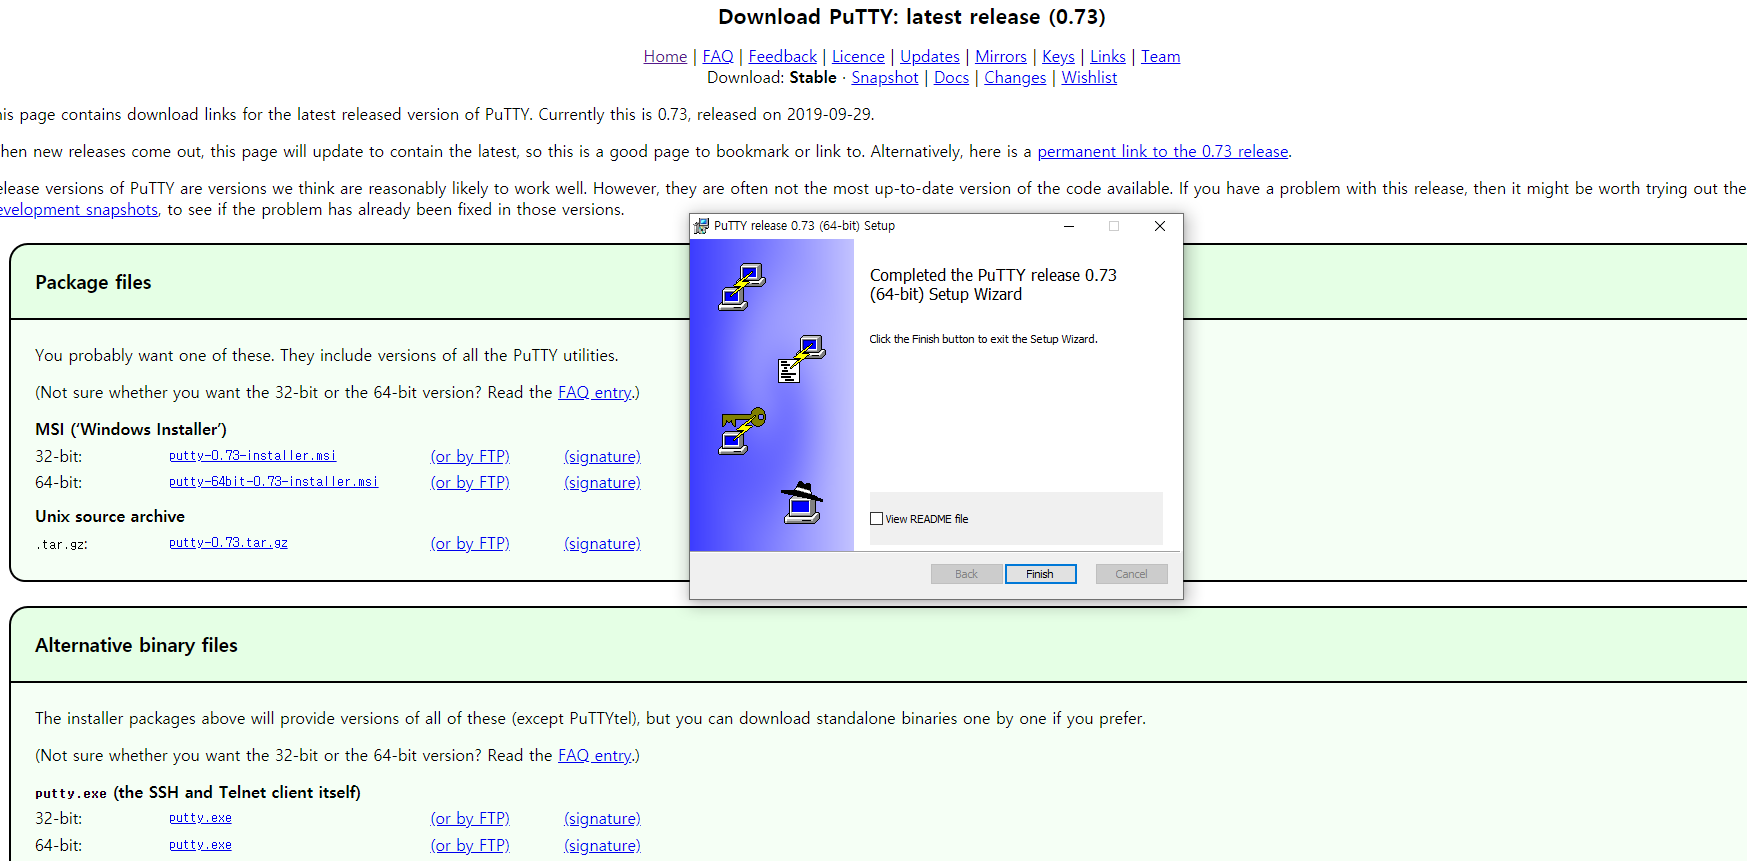 Download PuTTY: latest release (0.73)
Home | FAQ | Feedback | Licence | Updates | Mirrors | Keys | Links | Team
Download: Stable · Snapshot | Docs | Changes | Wishlist
is page contains download links for the latest released version of PuTTY. Currently this is 0.73, released on 2019-09-29.
hen new releases come out, this page will update to contain the latest, so this is a good page to bookmark or link to. Alternatively, here is a permanent link to the 0.73 release.
elease versions of PuTTY are versions we think are reasonably likely to work well. However, they are often not the most up-to-date version of the code available. If you have a problem with this release, then it might be worth trying out the
evelopment snapshots, to see if the problem has already been fixed in those versions.
Package files
You probably want one of these. They include versions of all the PuTTY utilities.
(Not sure whether you want the 32-bit or the 64-bit version? Read the FAQ entry.)
MSI (‘Windows Installer’)
32-bit: putty-0.73-installer.msi (or by FTP) (signature)
64-bit: putty-64bit-0.73-installer.msi (or by FTP) (signature)
Unix source archive
.tar.gz: putty-0.73.tar.gz (or by FTP) (signature)
PuTTY release 0.73 (64-bit) Setup
Completed the PuTTY release 0.73
(64-bit) Setup Wizard
Click the Finish button to exit the Setup Wizard.
View README file
Back Finish Cancel
Alternative binary files
The installer packages above will provide versions of all of these (except PuTTYtel), but you can download standalone binaries one by one if you prefer.
(Not sure whether you want the 32-bit or the 64-bit version? Read the FAQ entry.)
putty.exe (the SSH and Telnet client itself)
32-bit: putty.exe (or by FTP) (signature)
64-bit: putty.exe (or by FTP) (signature)